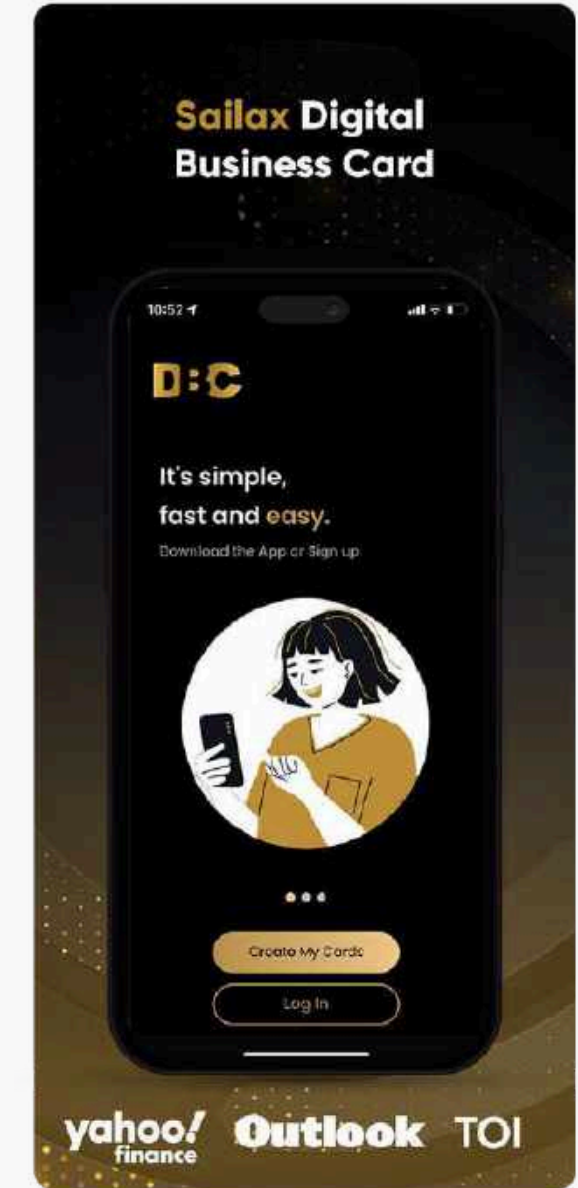 Sailax Digital
Business Card
10:52
D:C
It's simple,
fast and easy.
Download the App or Sign up
Create My Cards
Log In
yahoo!
finance
Outlook
TOI